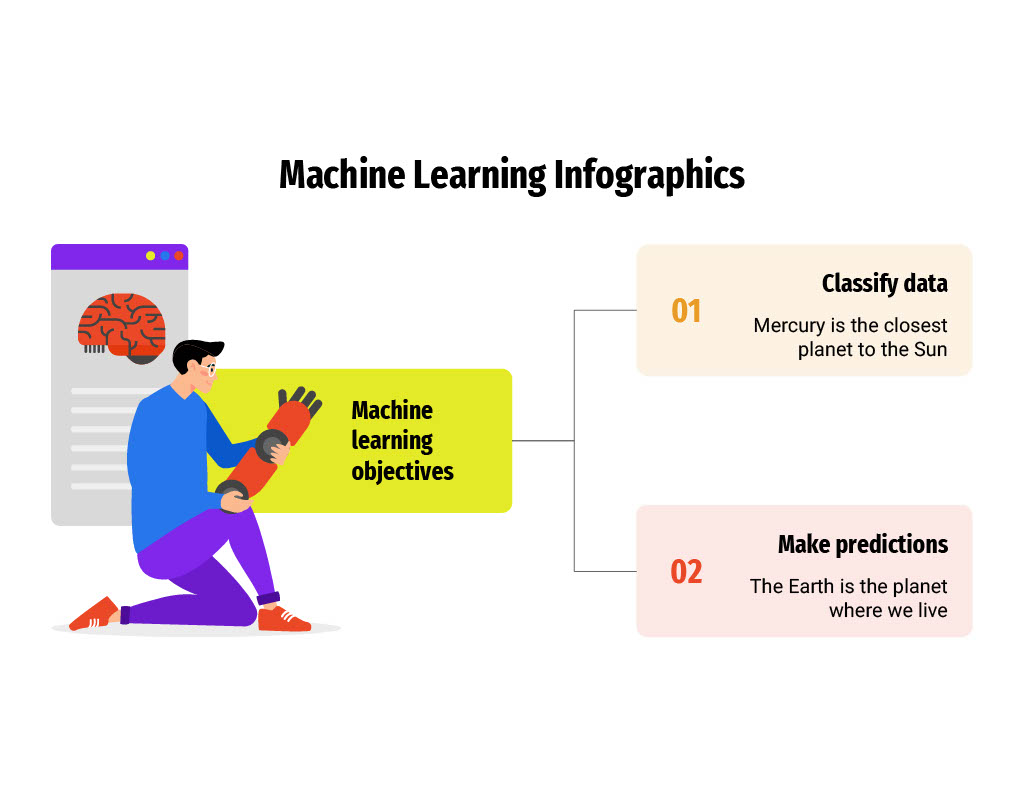 Machine Learning Infographics
Machine
learning
objectives
01
Classify data
Mercury is the closest
planet to the Sun
02
Make predictions
The Earth is the planet
where we live